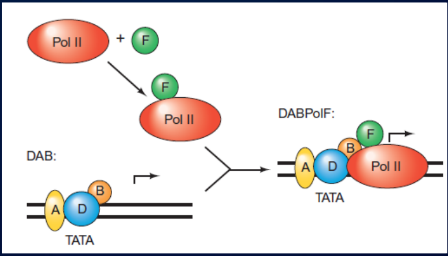 Pol II + F
F
Pol II
DABPolF:
DAB:
F
B
A D Pol II
B
A D
TATA
TATA